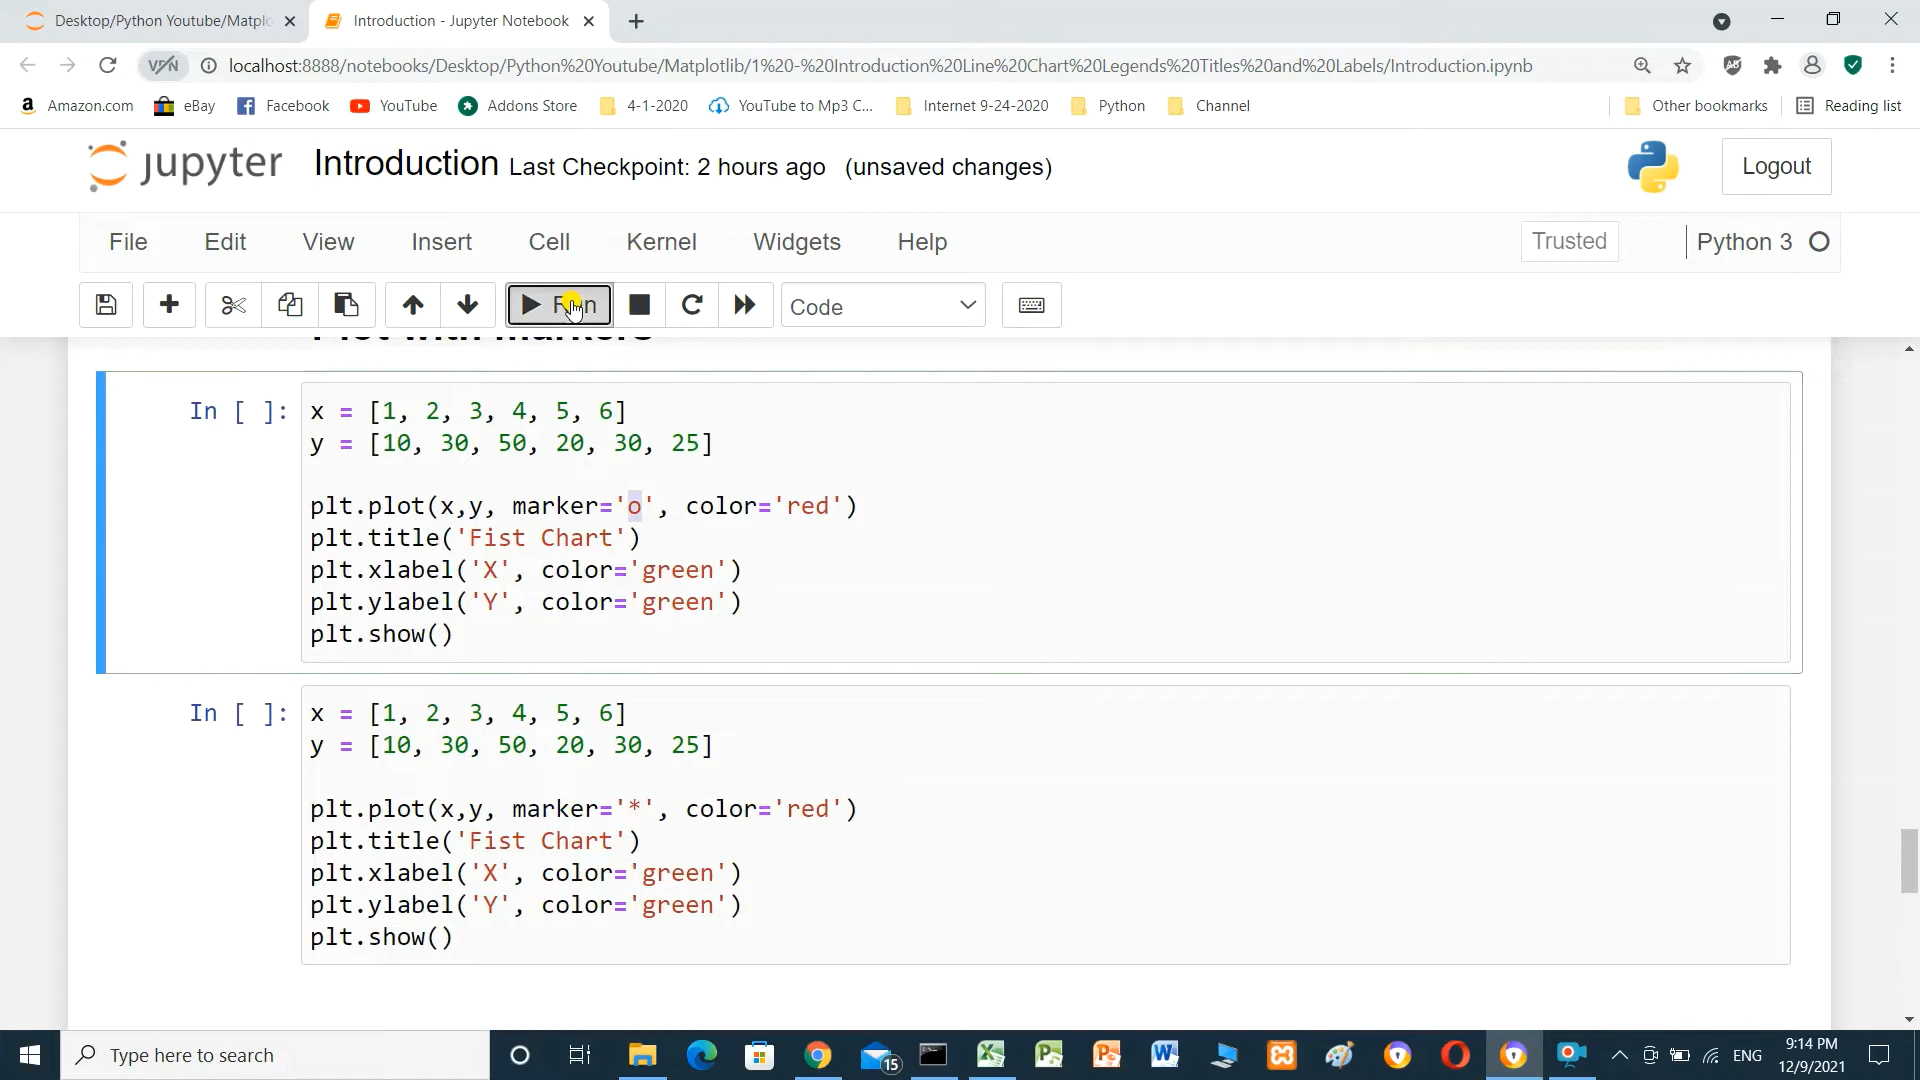 Desktop/Python Youtube/Matplo
Introduction - Jupyter Notebook
VPN
localhost:8888/notebooks/Desktop/Python%20Youtube/Matplotlib/1%20-%20Introduction%20Line%20Chart%20Legends%20Titles%20and%20Labels/Introduction.ipynb
Amazon.com eBay Facebook YouTube Addons Store 4-1-2020 YouTube to Mp3 C... Internet 9-24-2020 Python Channel Other bookmarks Reading list
jupyter Introduction Last Checkpoint: 2 hours ago (unsaved changes) Logout
File Edit View Insert Cell Kernel Widgets Help Trusted Python 3
Run Code
Plot with markers
In [ ]: x = [1, 2, 3, 4, 5, 6]
y = [10, 30, 50, 20, 30, 25]
plt.plot(x,y, marker='o', color='red')
plt.title('Fist Chart')
plt.xlabel('X', color='green')
plt.ylabel('Y', color='green')
plt.show()
In [ ]: x = [1, 2, 3, 4, 5, 6]
y = [10, 30, 50, 20, 30, 25]
plt.plot(x,y, marker='*', color='red')
plt.title('Fist Chart')
plt.xlabel('X', color='green')
plt.ylabel('Y', color='green')
plt.show()
Type here to search
15
ENG
9:14 PM
12/9/2021